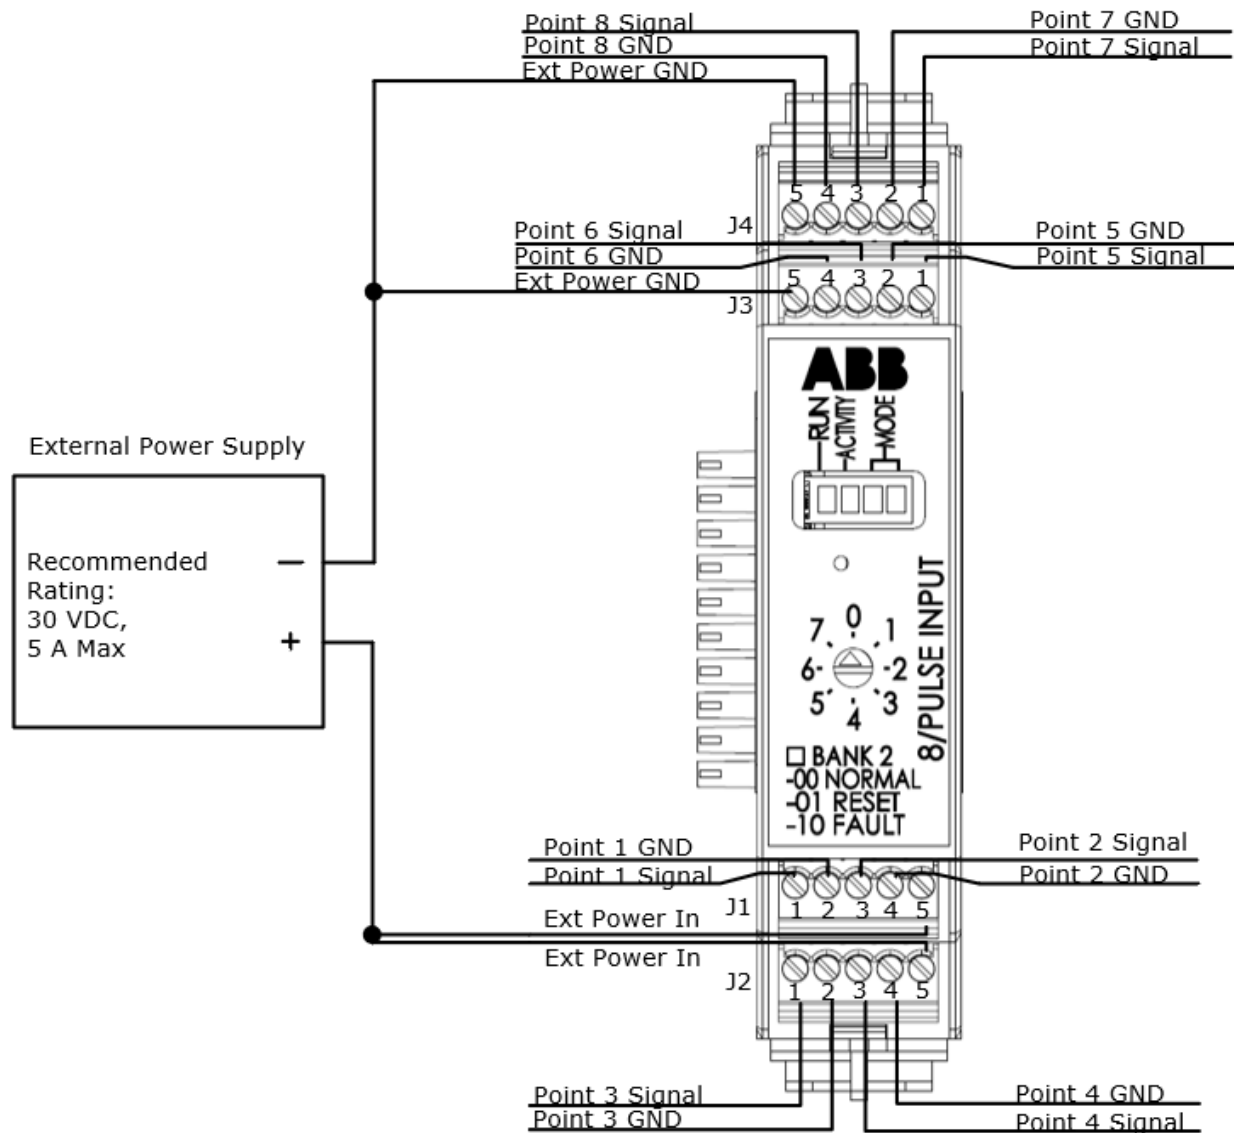 Point 8 Signal
Point 7 GND
Point 8 GND
Point 7 Signal
Ext Power GND
5 4 3 2 1
J4
Point 6 Signal
Point 5 GND
Point 6 GND
Point 5 Signal
Ext Power GND
5 4 3 2 1
J3
ABB
RUN
ACTIVITY
MODE
External Power Supply
Recommended
Rating:
30 VDC,
5 A Max
−
+
0
7 1
6- -2
5 3
4
8/PULSE INPUT
BANK 2
-00 NORMAL
-01 RESET
-10 FAULT
Point 1 GND
Point 2 Signal
Point 1 Signal
Point 2 GND
J1
1 2 3 4 5
Ext Power In
Ext Power In
J2
1 2 3 4 5
Point 3 Signal
Point 4 GND
Point 3 GND
Point 4 Signal